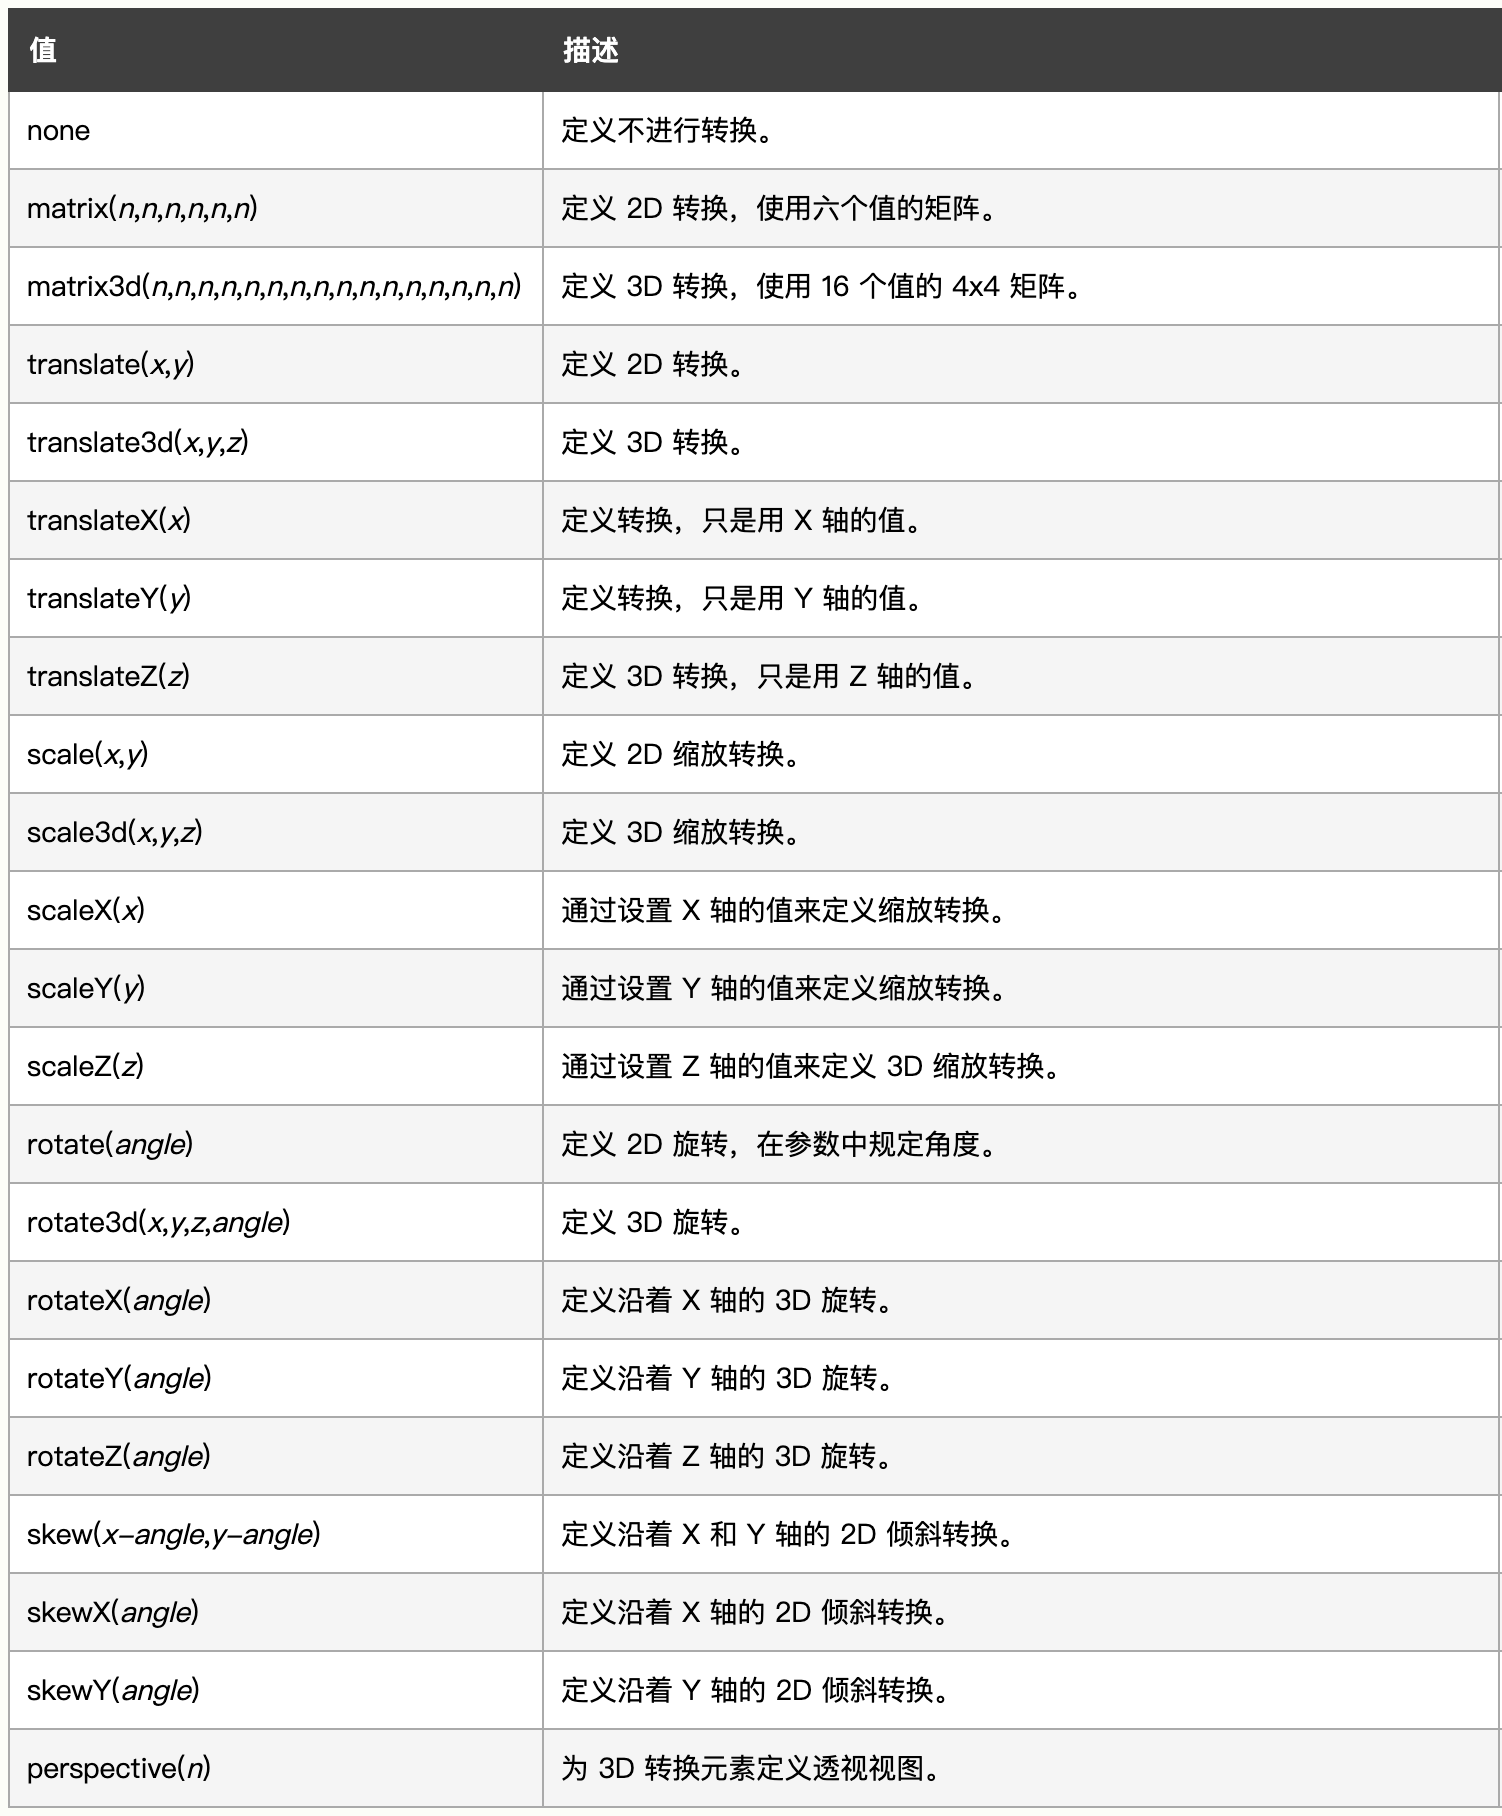 值 描述
none 定义不进行转换。
matrix(n,n,n,n,n,n) 定义 2D 转换，使用六个值的矩阵。
matrix3d(n,n,n,n,n,n,n,n,n,n,n,n,n,n,n,n) 定义 3D 转换，使用 16 个值的 4x4 矩阵。
translate(x,y) 定义 2D 转换。
translate3d(x,y,z) 定义 3D 转换。
translateX(x) 定义转换，只是用 X 轴的值。
translateY(y) 定义转换，只是用 Y 轴的值。
translateZ(z) 定义 3D 转换，只是用 Z 轴的值。
scale(x,y) 定义 2D 缩放转换。
scale3d(x,y,z) 定义 3D 缩放转换。
scaleX(x) 通过设置 X 轴的值来定义缩放转换。
scaleY(y) 通过设置 Y 轴的值来定义缩放转换。
scaleZ(z) 通过设置 Z 轴的值来定义 3D 缩放转换。
rotate(angle) 定义 2D 旋转，在参数中规定角度。
rotate3d(x,y,z,angle) 定义 3D 旋转。
rotateX(angle) 定义沿着 X 轴的 3D 旋转。
rotateY(angle) 定义沿着 Y 轴的 3D 旋转。
rotateZ(angle) 定义沿着 Z 轴的 3D 旋转。
skew(x-angle,y-angle) 定义沿着 X 和 Y 轴的 2D 倾斜转换。
skewX(angle) 定义沿着 X 轴的 2D 倾斜转换。
skewY(angle) 定义沿着 Y 轴的 2D 倾斜转换。
perspective(n) 为 3D 转换元素定义透视视图。